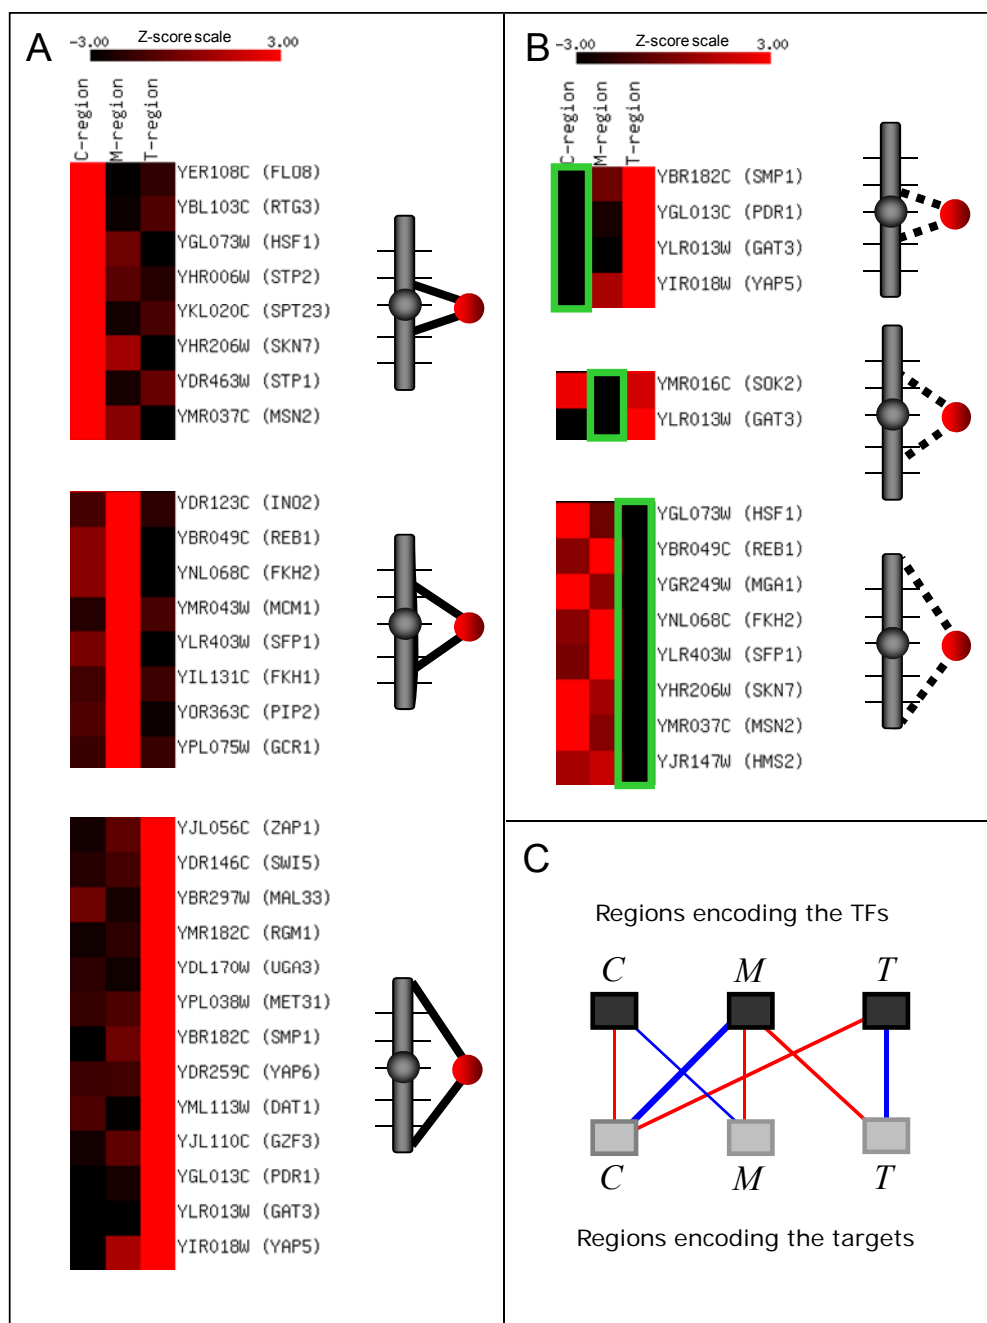 A
-3.00 Z-score scale 3.00
C-region
M-region
T-region
YER108C (FLO8)
YBL103C (RTG3)
YGL073W (HSF1)
YHR006W (STP2)
YKL020C (SPT23)
YHR206W (SKN7)
YDR463W (STP1)
YMR037C (MSN2)
YDR123C (INO2)
YBR049C (REB1)
YNL068C (FKH2)
YMR043W (MCM1)
YLR403W (SFP1)
YIL131C (FKH1)
YOR363C (PIP2)
YPL075W (GCR1)
YJL056C (ZAP1)
YDR146C (SWI5)
YBR297W (MAL33)
YMR182C (RGM1)
YDL170W (UGA3)
YPL038W (MET31)
YBR182C (SMP1)
YDR259C (YAP6)
YML113W (DAT1)
YJL110C (GZF3)
YGL013C (PDR1)
YLR013W (GAT3)
YIR018W (YAP5)
B
-3.00 Z-score scale 3.00
C-region
M-region
T-region
YBR182C (SMP1)
YGL013C (PDR1)
YLR013W (GAT3)
YIR018W (YAP5)
YMR016C (SOK2)
YLR013W (GAT3)
YGL073W (HSF1)
YBR049C (REB1)
YGR249W (MGA1)
YNL068C (FKH2)
YLR403W (SFP1)
YHR206W (SKN7)
YMR037C (MSN2)
YJR147W (HMS2)
C
Regions encoding the TFs
C M T
C M T
Regions encoding the targets